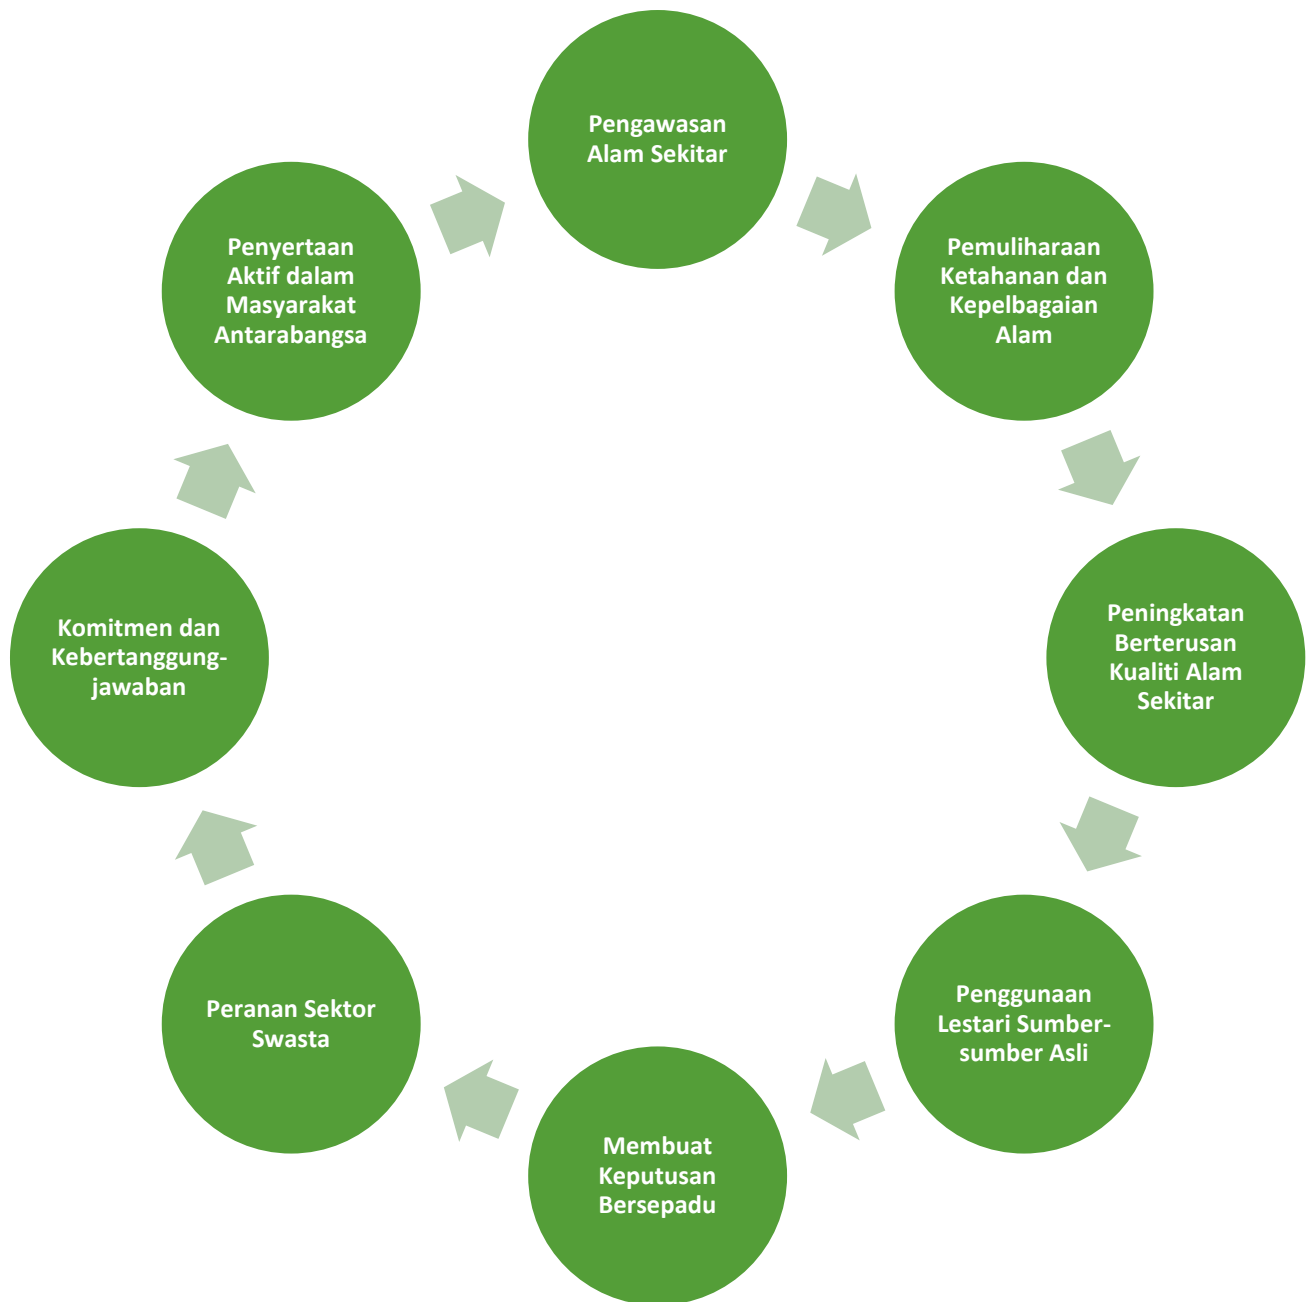 Pengawasan
Alam Sekitar
Pemuliharaan
Ketahanan dan
Kepelbagaian
Alam
Peningkatan
Berterusan
Kualiti Alam
Sekitar
Penggunaan
Lestari Sumber-
sumber Asli
Membuat
Keputusan
Bersepadu
Peranan Sektor
Swasta
Komitmen dan
Kebertanggung-
jawaban
Penyertaan
Aktif dalam
Masyarakat
Antarabangsa